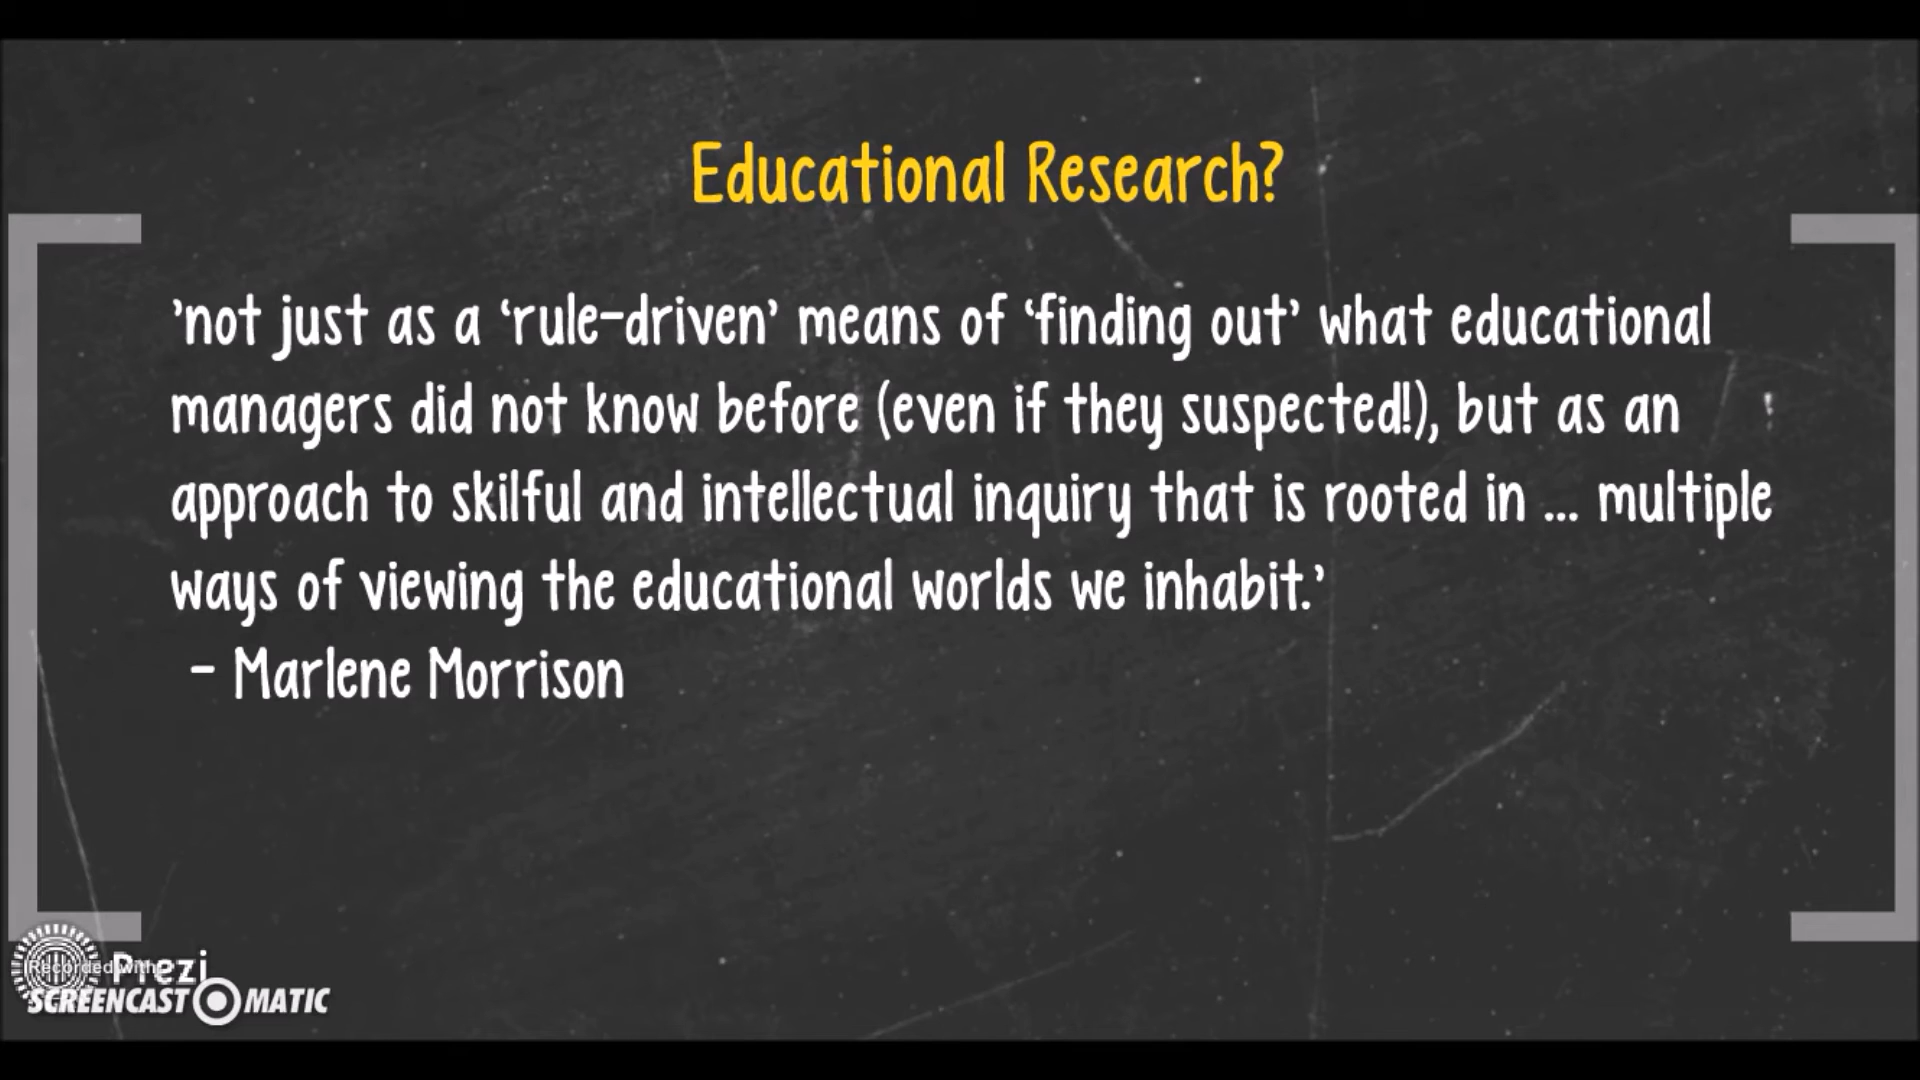 Educational Research?
’not just as a ‘rule-driven’ means of ‘finding out’ what educational
managers did not know before (even if they suspected!), but as an
approach to skilful and intellectual inquiry that is rooted in ... multiple
ways of viewing the educational worlds we inhabit.’
- Marlene Morrison
Prezi
Recorded with
SCREENCAST MATIC